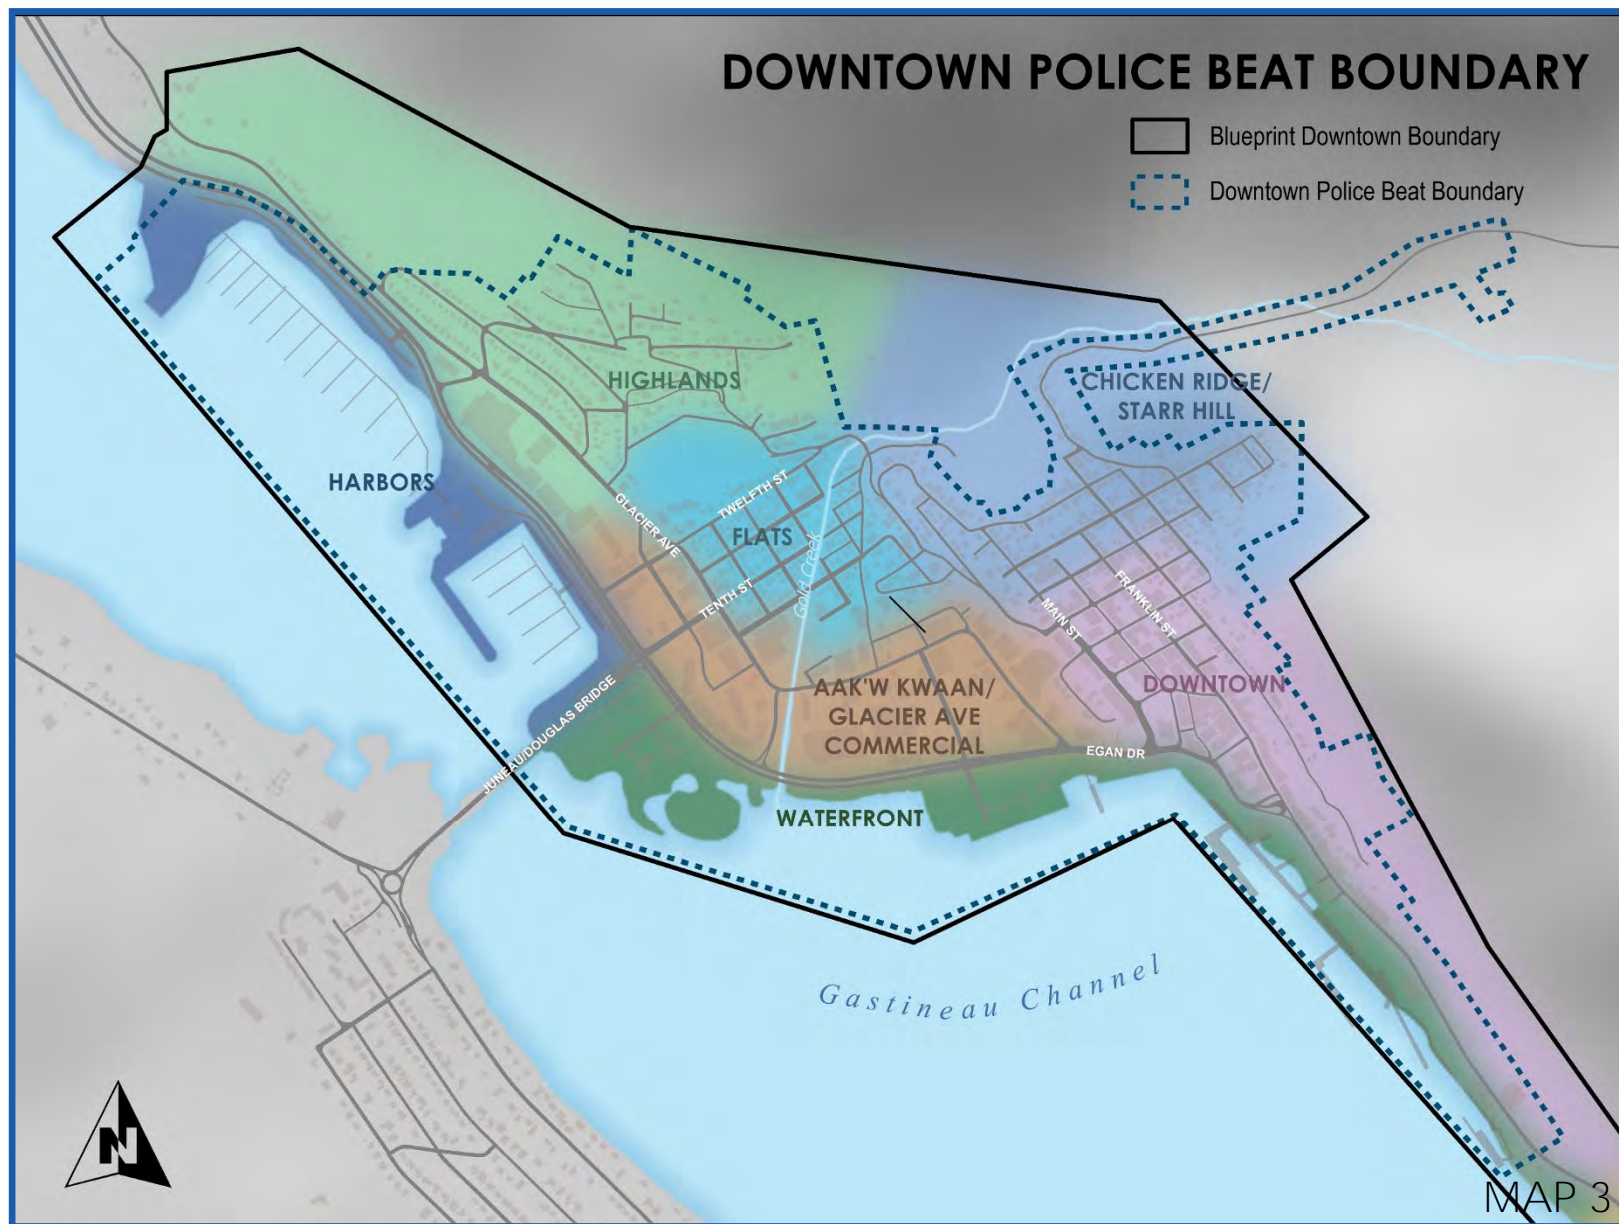 DOWNTOWN POLICE BEAT BOUNDARY
Blueprint Downtown Boundary
Downtown Police Beat Boundary
HIGHLANDS
CHICKEN RIDGE/
STARR HILL
HARBORS
GLACIER AVE
TWELFTH ST
FLATS
Gold Creek
TENTH ST
MAIN ST
FRANKLIN ST
AAK'W KWAAN/
GLACIER AVE
COMMERCIAL
DOWNTOWN
JUNEAU/DOUGLAS BRIDGE
EGAN DR
WATERFRONT
Gastineau Channel
N
MAP 3